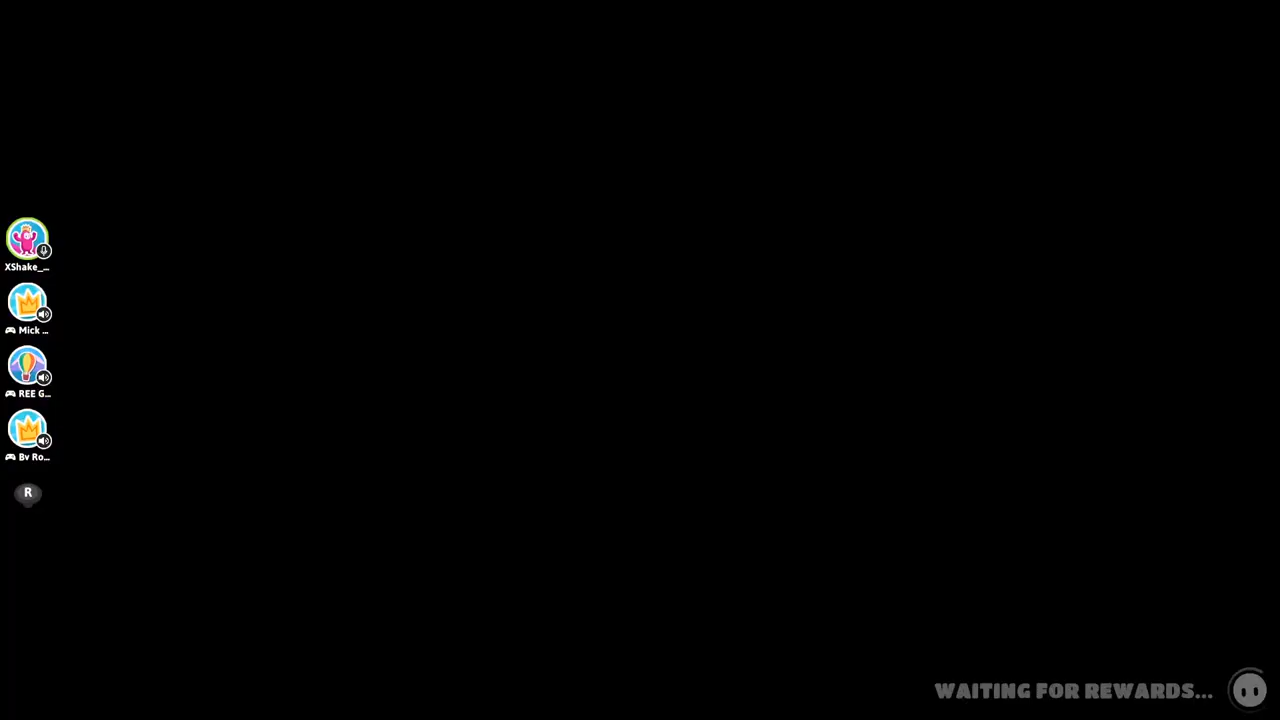 XShake_...
Mick ...
REE G...
Bv Ro...
R
WAITING FOR REWARDS...